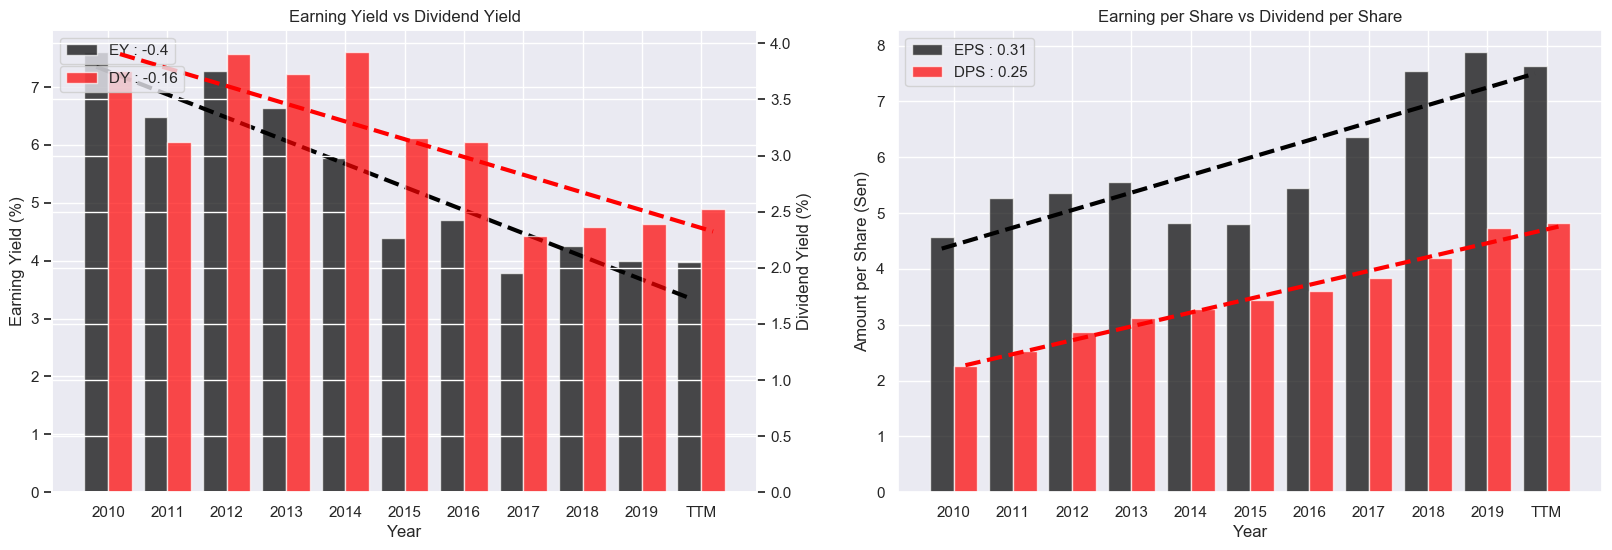 Earning Yield vs Dividend Yield
EY : -0.4
DY : -0.16
Earning Yield (%)
7
6
5
4
3
2
1
0
4.0
3.5
3.0
2.5
2.0
1.5
1.0
0.5
0.0
Dividend Yield (%)
2010 2011 2012 2013 2014 2015 2016 2017 2018 2019 TTM
Year
Earning per Share vs Dividend per Share
EPS : 0.31
DPS : 0.25
Amount per Share (Sen)
8
7
6
5
4
3
2
1
0
2010 2011 2012 2013 2014 2015 2016 2017 2018 2019 TTM
Year